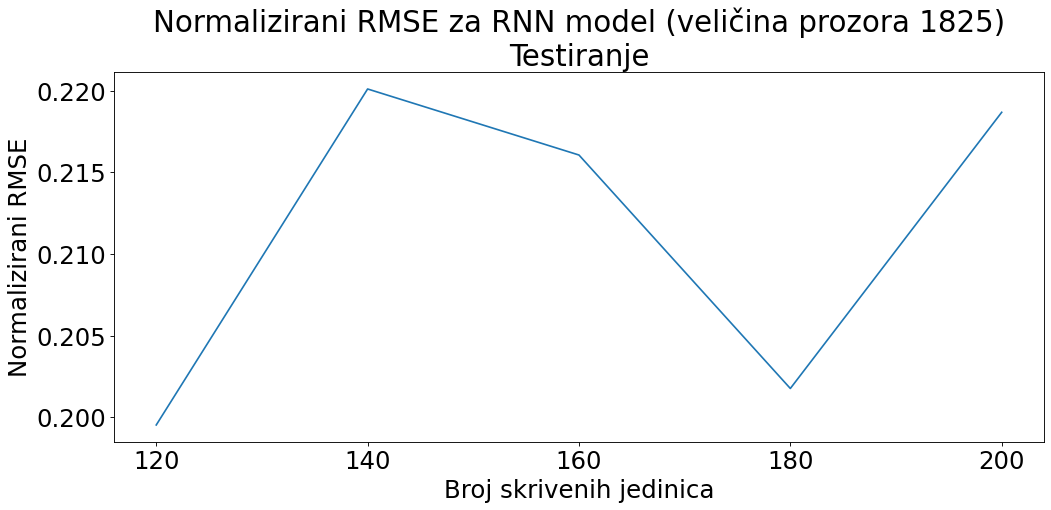 Normalizirani RMSE za RNN model (veličina prozora 1825)
Testiranje
Normalizirani RMSE
0.220
0.215
0.210
0.205
0.200
120 140 160 180 200
Broj skrivenih jedinica